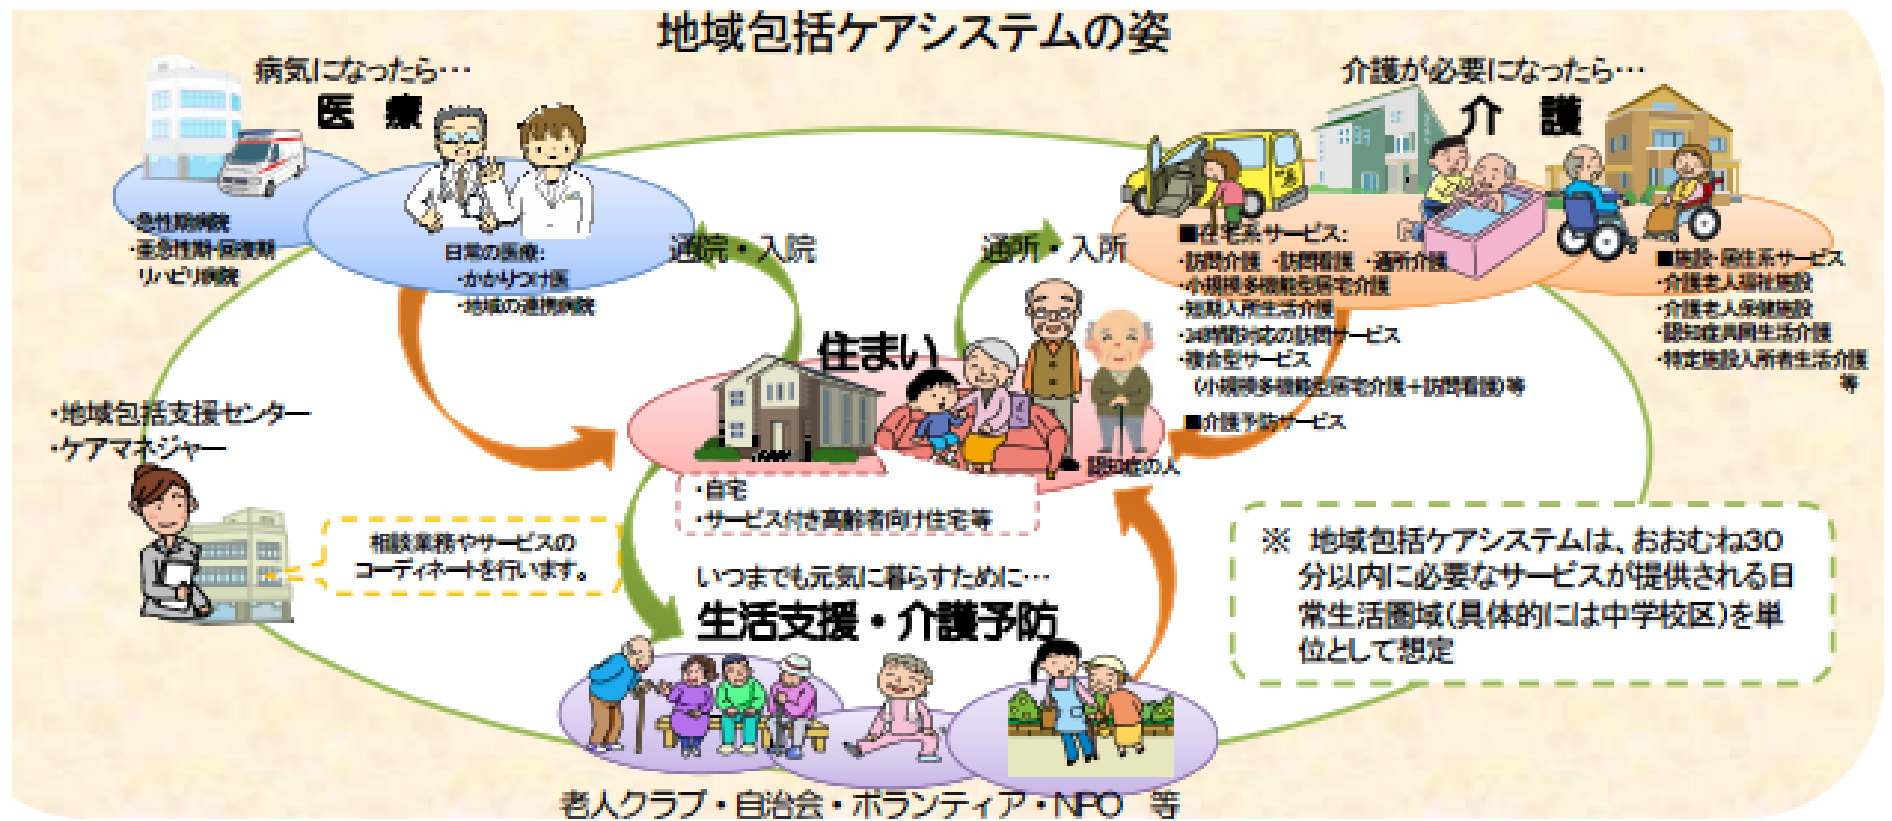 地域包括ケアシステムの姿
病気になったら･･･
医 療
・急性期病院
・亜急性期・回復期
リハビリ病院
日常の医療:
・かかりつけ医
・地域の連携病院
通院・入院
通所・入所
介護が必要になったら･･･
介 護
■在宅系サービス:
・訪問介護 ・訪問看護 ・通所介護
・小規模多機能型居宅介護
・短期入所生活介護
・24時間対応の訪問サービス
・複合型サービス
（小規模多機能型居宅介護＋訪問看護）等
■介護予防サービス
■施設・居住系サービス
・介護老人福祉施設
・介護老人保健施設
・認知症共同生活介護
・特定施設入所者生活介護
等
住まい
認知症の人
・自宅
・サービス付き高齢者向け住宅等
・地域包括支援センター
・ケアマネジャー
相談業務やサービスの
コーディネートを行います。
いつまでも元気に暮らすために･･･
生活支援・介護予防
老人クラブ・自治会・ボランティア・NPO 等
※ 地域包括ケアシステムは、おおむね30
分以内に必要なサービスが提供される日
常生活圏域（具体的には中学校区）を単
位として想定